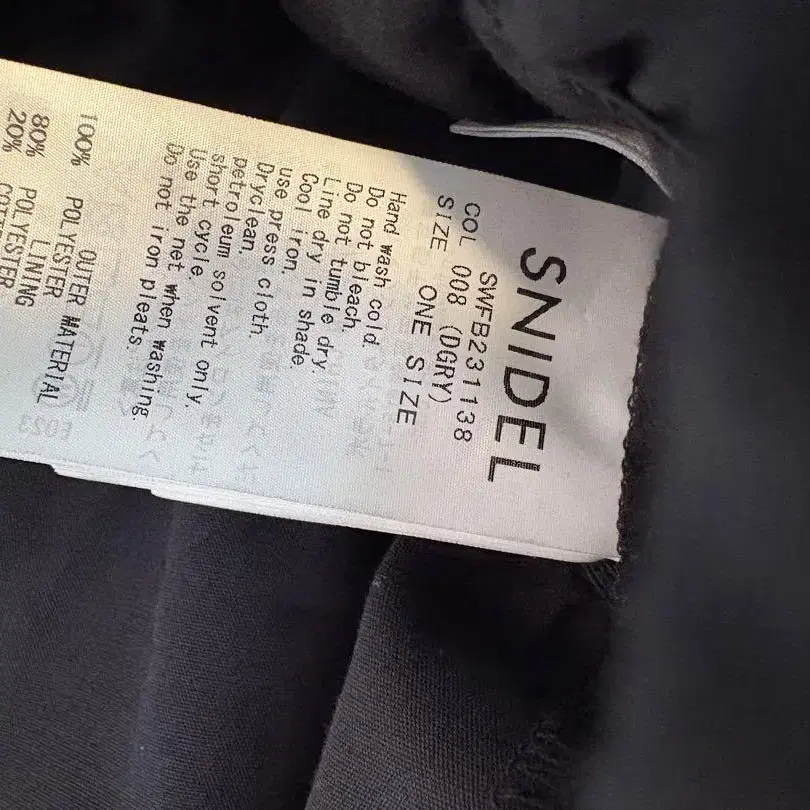 SNIDEL
SWFB231138
COL 008 (DGRY)
SIZE ONE SIZE
Hand wash cold.
Do not bleach.
Do not tumble dry.
Line dry in shade.
Cool iron.
use press cloth.
Dryclean.
petroleum solvent only.
short cycle.
Use the net when washing.
Do not iron pleats.
OUTER MATERIAL
100% POLYESTER
LINING
80% POLYESTER
20%